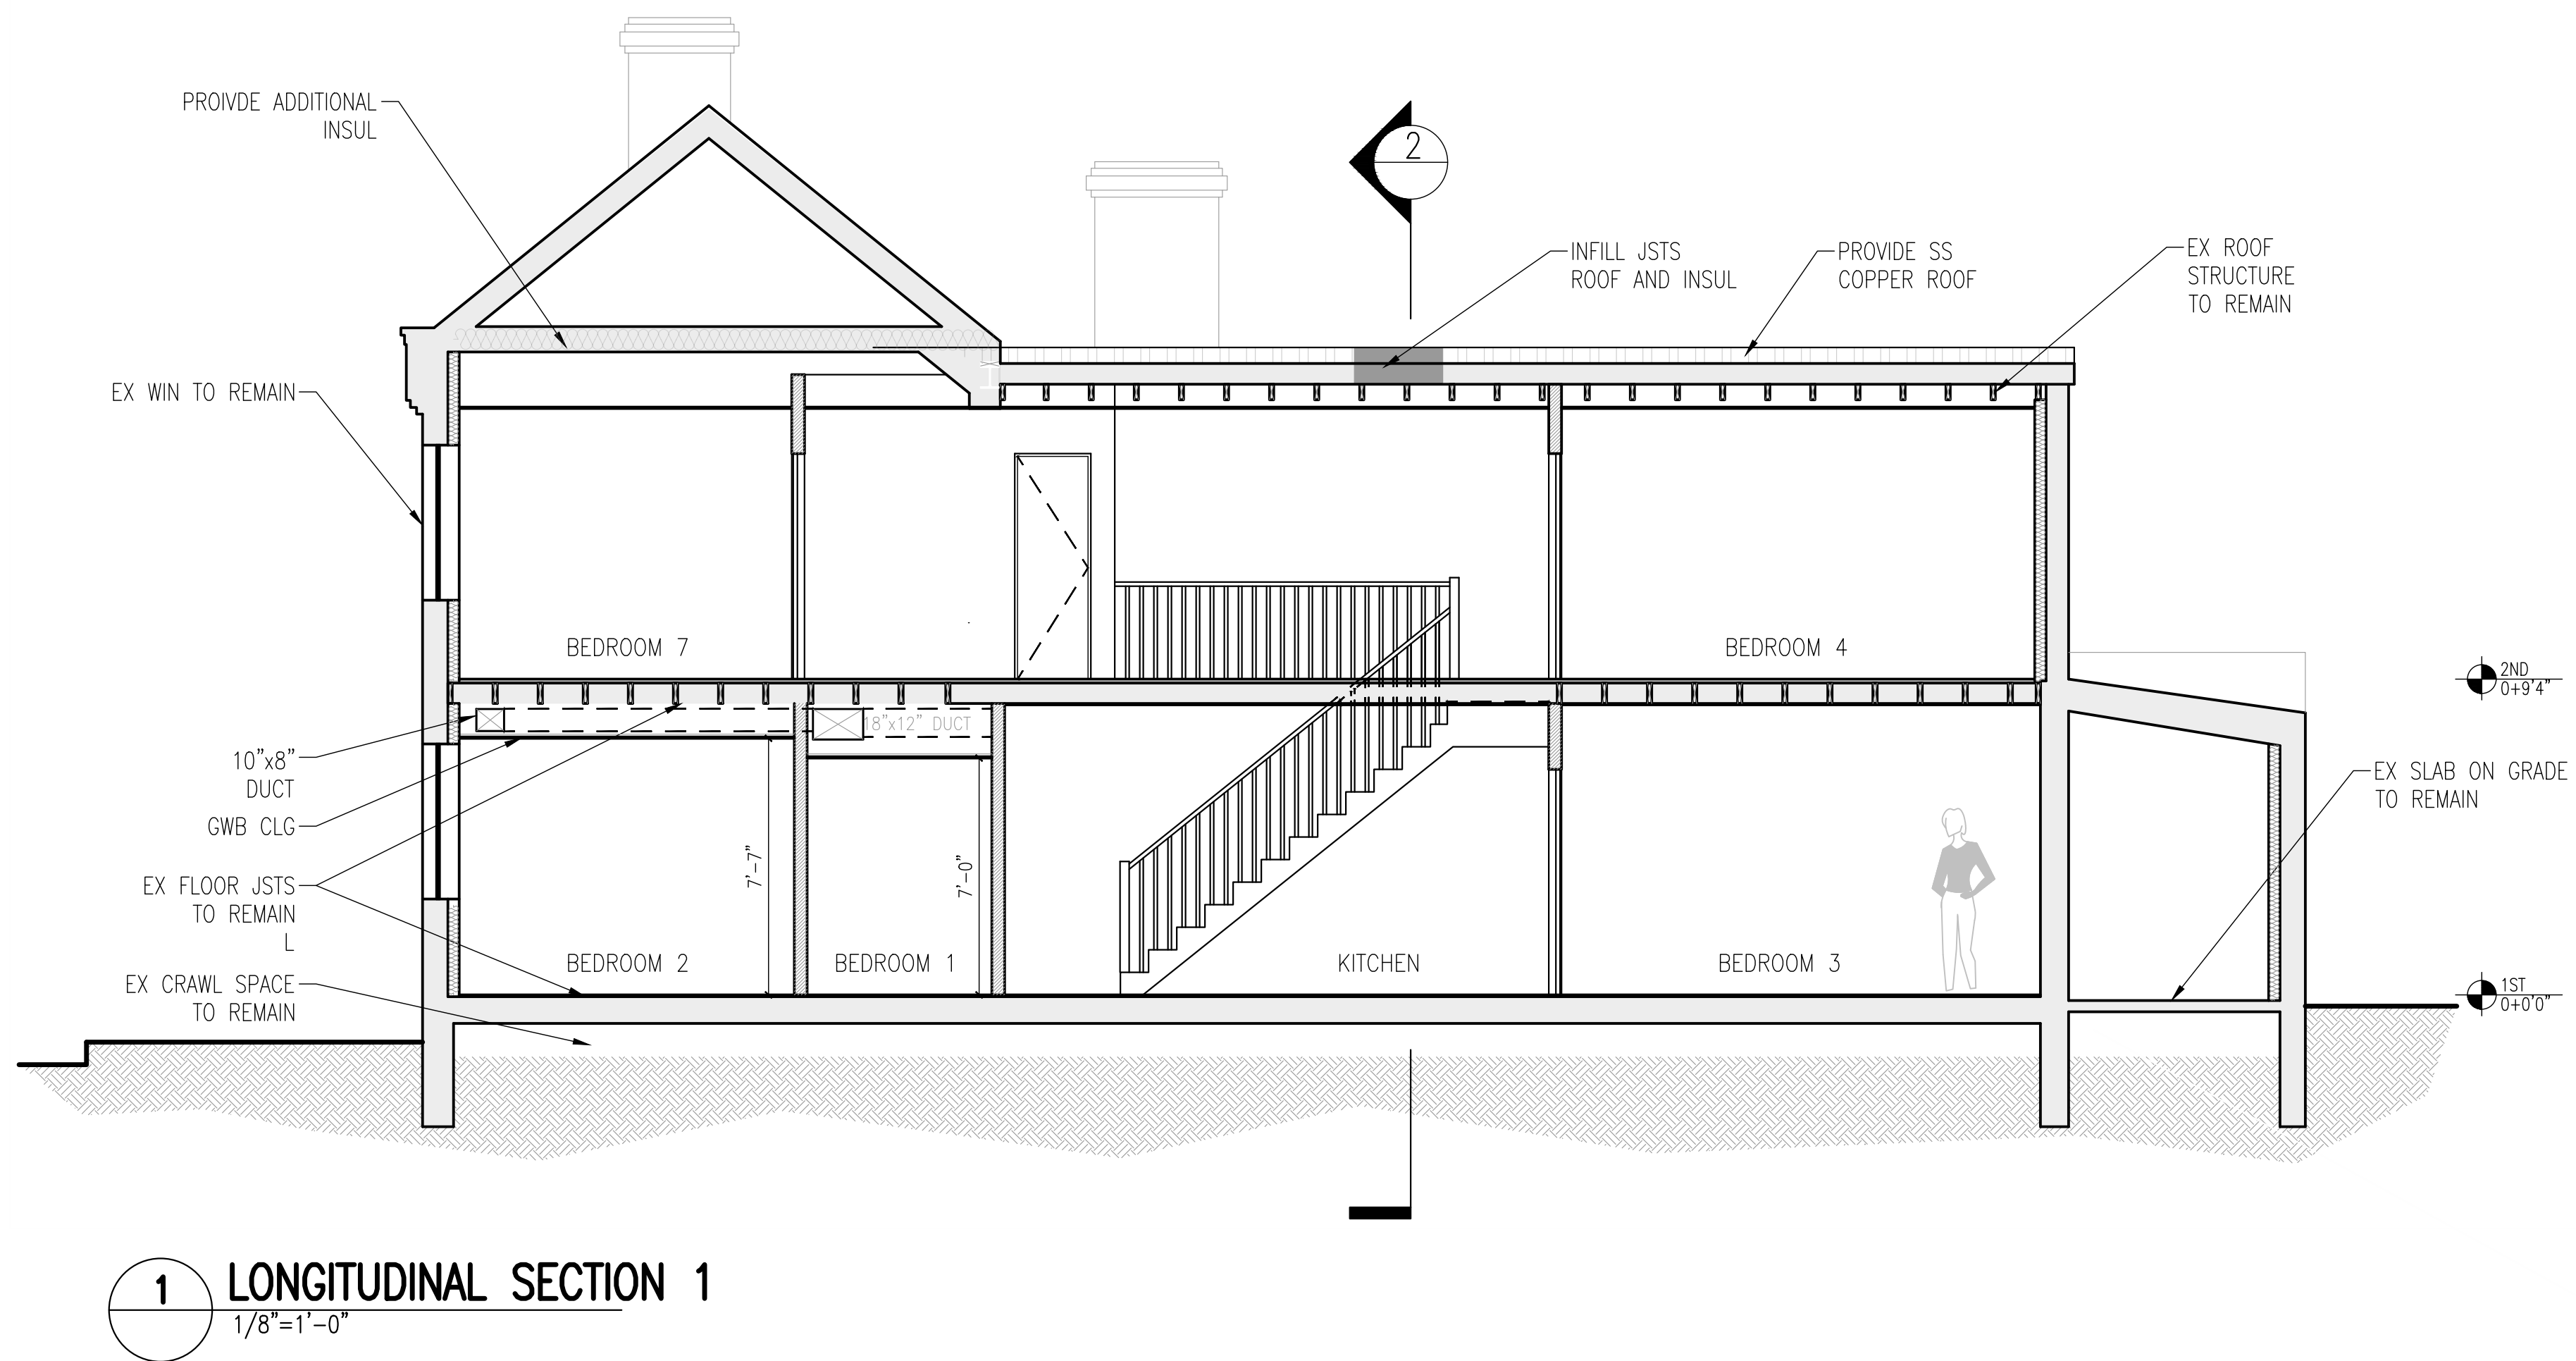 PROIVDE ADDITIONAL
INSUL
2
INFILL JSTS
ROOF AND INSUL
PROVIDE SS
COPPER ROOF
EX ROOF
STRUCTURE
TO REMAIN
EX WIN TO REMAIN
BEDROOM 7
BEDROOM 4
2ND
0+9'4"
18"x12" DUCT
10"x8"
DUCT
GWB CLG
EX FLOOR JSTS
TO REMAIN
L
EX CRAWL SPACE
TO REMAIN
7'-7"
7'-0"
EX SLAB ON GRADE
TO REMAIN
BEDROOM 2
BEDROOM 1
KITCHEN
BEDROOM 3
1ST
0+0'0"
1
LONGITUDINAL SECTION 1
1/8"=1'-0"